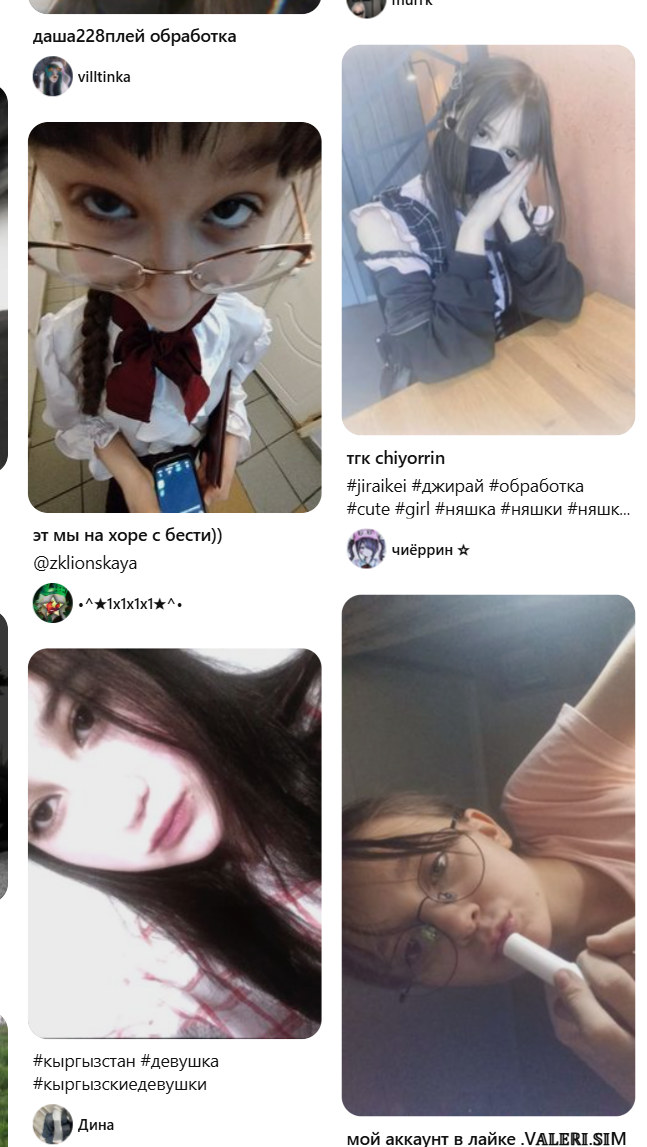 даша228плей обработка
villtinka
эт мы на хоре с бести))
@zklionskaya
•^★1x1x1x1★^•
#кыргызстан #девушка
#кыргызскиедевушки
Дина
тгк chiyorrin
#jiraikei #джирай #обработка
#cute #girl #няшка #няшки #няшк...
чиёррин ☆
мой аккаунт в лайке .V𝔸𝕃𝔼ℝ𝕀.𝕊𝕀M